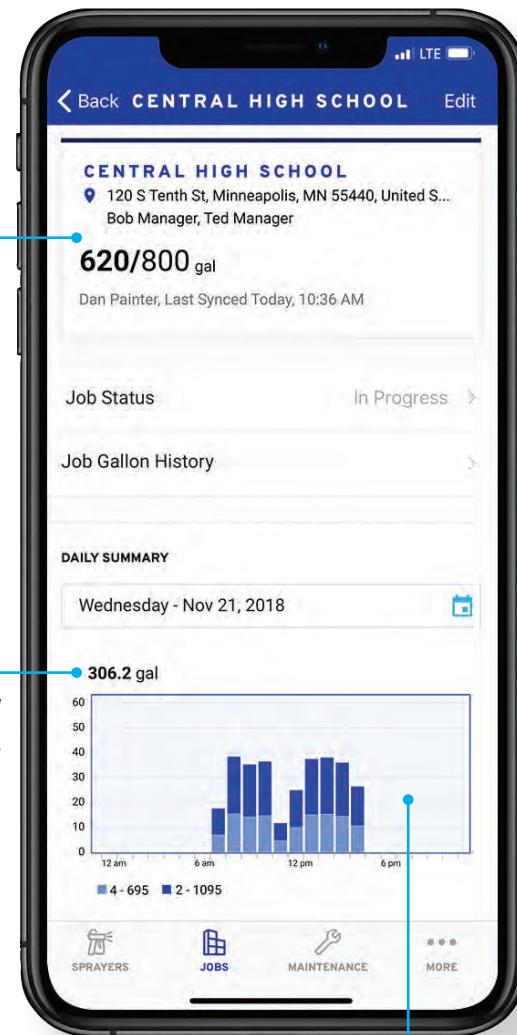 LTE
Back CENTRAL HIGH SCHOOL Edit
CENTRAL HIGH SCHOOL
120 S Tenth St, Minneapolis, MN 55440, United S...
Bob Manager, Ted Manager
620/800 gal
Dan Painter, Last Synced Today, 10:36 AM
Job Status In Progress
Job Gallon History
DAILY SUMMARY
Wednesday - Nov 21, 2018
306.2 gal
60
50
40
30
20
10
0
12 am 6 am 12 pm 6 pm
4 - 695 2 - 1095
SPRAYERS JOBS MAINTENANCE MORE